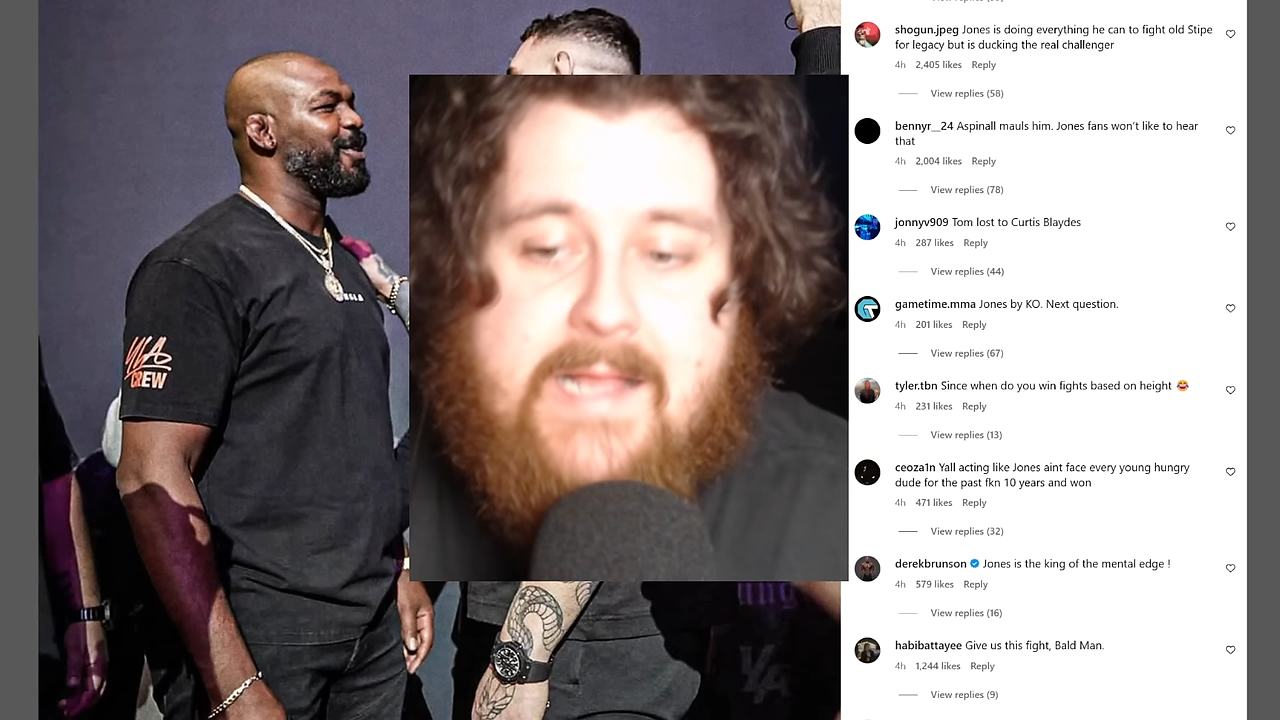 shogun.jpeg Jones is doing everything he can to fight old Stipe
for legacy but is ducking the real challenger
4h 2,405 likes Reply
View replies (58)
bennyr__24 Aspinall mauls him. Jones fans won't like to hear
that
4h 2,004 likes Reply
View replies (78)
jonnyv909 Tom lost to Curtis Blaydes
4h 287 likes Reply
View replies (44)
gametime.mma Jones by KO. Next question.
4h 201 likes Reply
View replies (67)
tyler.tbn Since when do you win fights based on height 😂
4h 231 likes Reply
View replies (13)
ceoza1n Yall acting like Jones aint face every young hungry
dude for the past fkn 10 years and won
4h 471 likes Reply
View replies (32)
derekbrunson Jones is the king of the mental edge !
4h 579 likes Reply
View replies (16)
habibattayee Give us this fight, Bald Man.
4h 1,244 likes Reply
View replies (9)
CREW